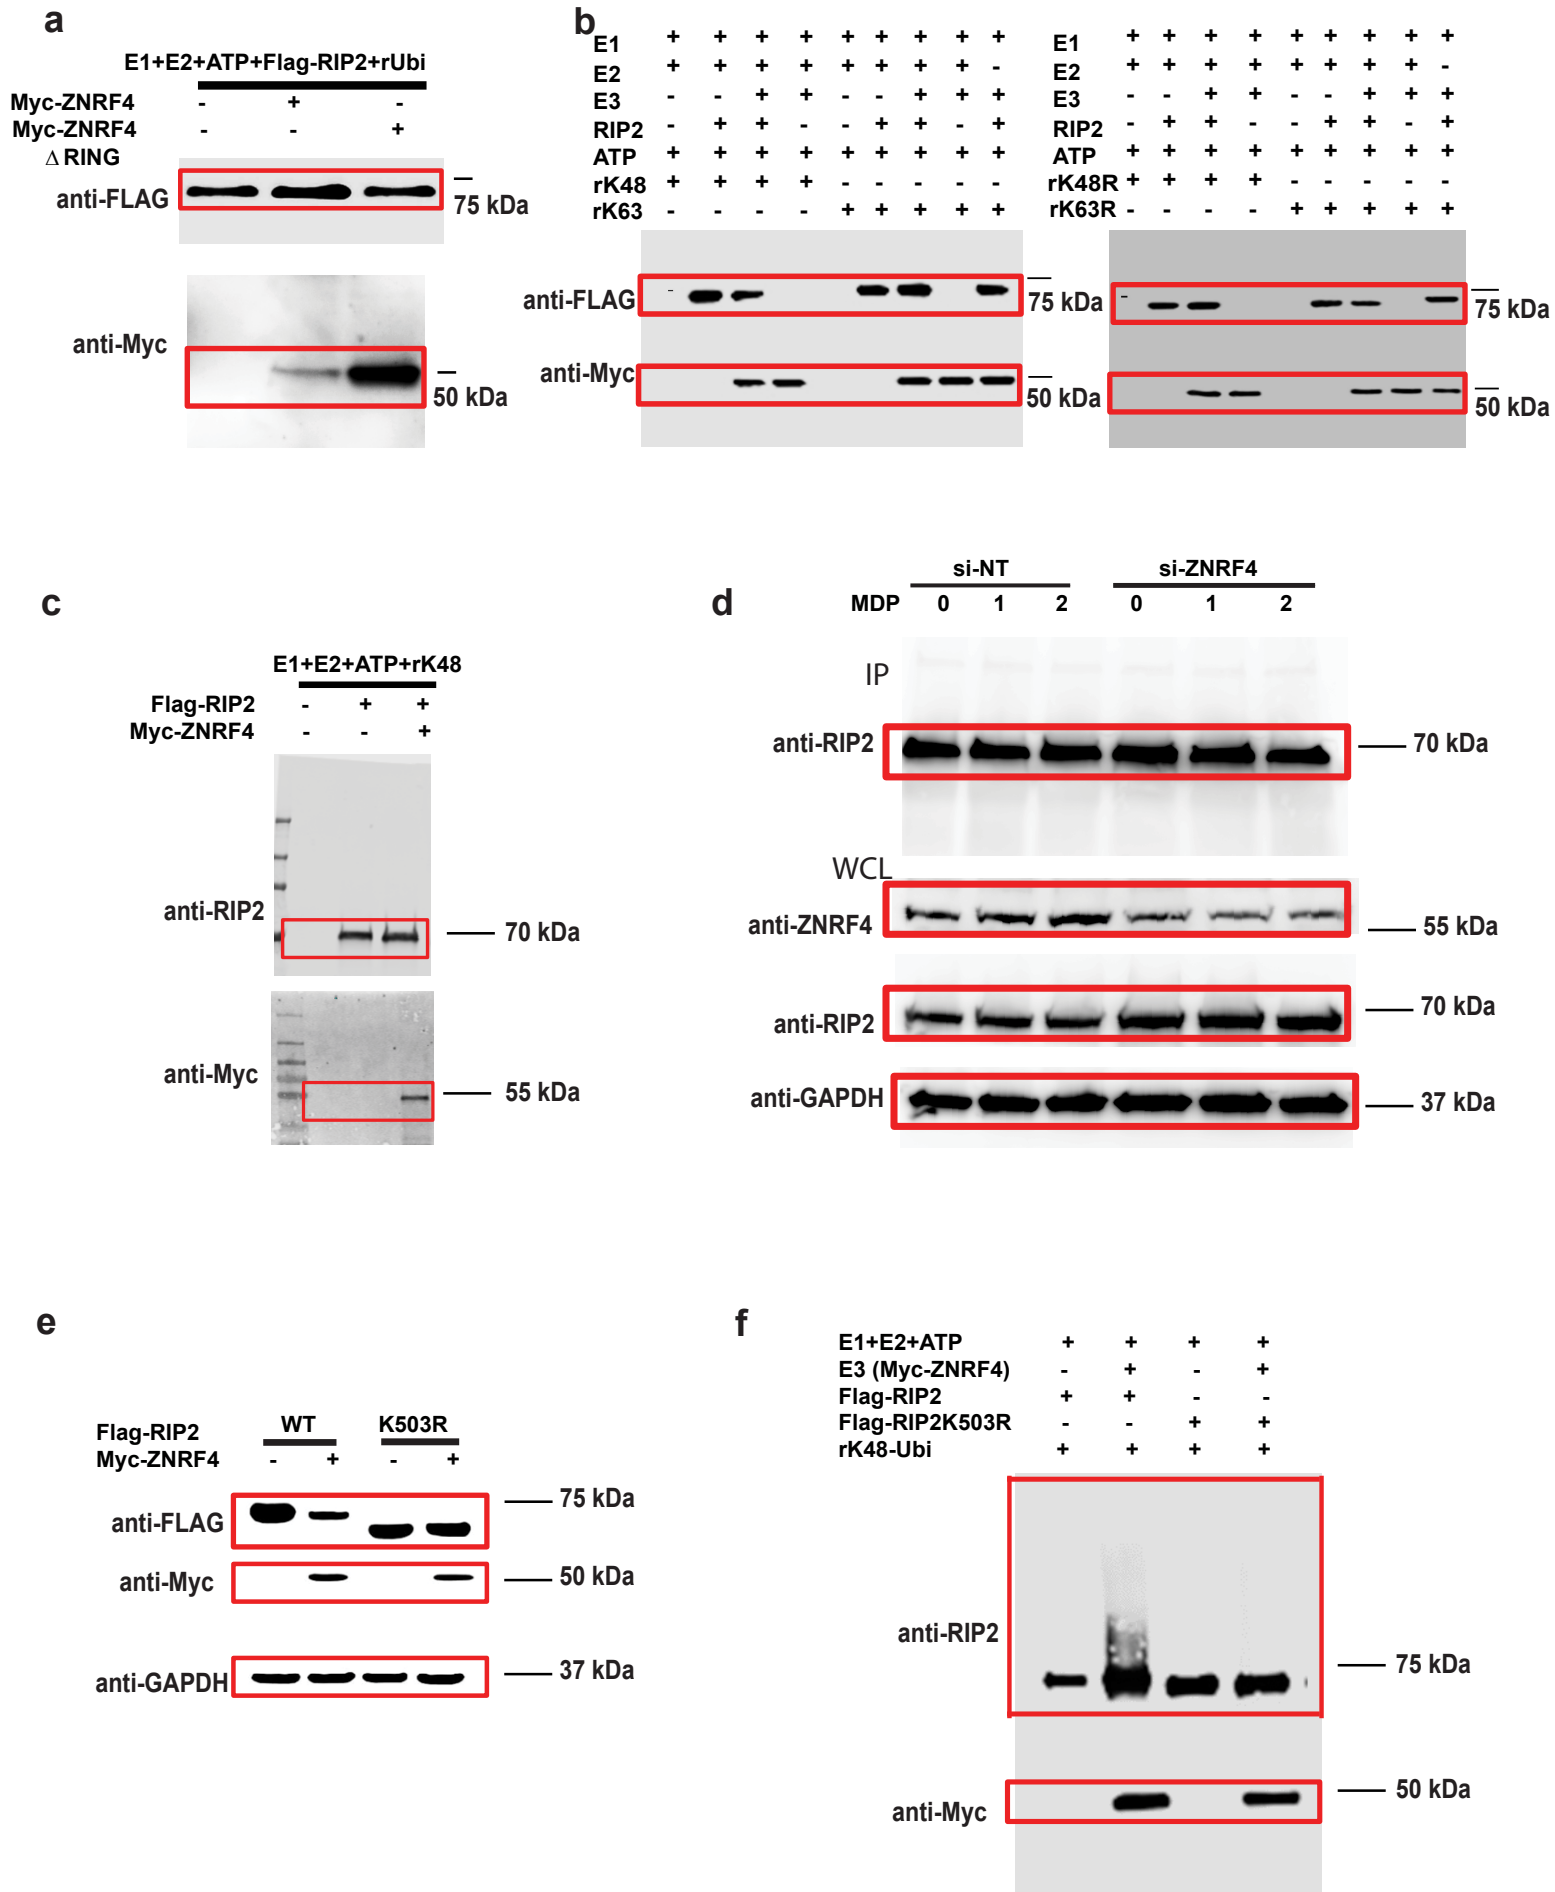 a
E1+E2+ATP+Flag-RIP2+rUbi
Myc-ZNRF4 - + -
Myc-ZNRF4 - - +
Δ RING
anti-FLAG
75 kDa
anti-Myc
50 kDa
b
E1 + + + + + + + + +
E2 + + + + + + + + -
E3 - - + + - - + + +
RIP2 - + + - - + + - +
ATP + + + + + + + + +
rK48 + + + + - - - - -
rK63 - - - - + + + + +
anti-FLAG
75 kDa
anti-Myc
50 kDa
E1 + + + + + + + + +
E2 + + + + + + + + -
E3 - - + + - - + + +
RIP2 - + + - - + + - +
ATP + + + + + + + + +
rK48R + + + + - - - - -
rK63R - - - - + + + + +
75 kDa
50 kDa
c
E1+E2+ATP+rK48
Flag-RIP2 - + +
Myc-ZNRF4 - - +
anti-RIP2
70 kDa
anti-Myc
55 kDa
d
si-NT si-ZNRF4
MDP 0 1 2 0 1 2
IP
anti-RIP2
70 kDa
WCL
anti-ZNRF4
55 kDa
anti-RIP2
70 kDa
anti-GAPDH
37 kDa
e
Flag-RIP2 WT K503R
Myc-ZNRF4 - + - +
anti-FLAG
75 kDa
anti-Myc
50 kDa
anti-GAPDH
37 kDa
f
E1+E2+ATP + + + +
E3 (Myc-ZNRF4) - + - +
Flag-RIP2 + + - -
Flag-RIP2K503R - - + +
rK48-Ubi + + + +
anti-RIP2
75 kDa
anti-Myc
50 kDa